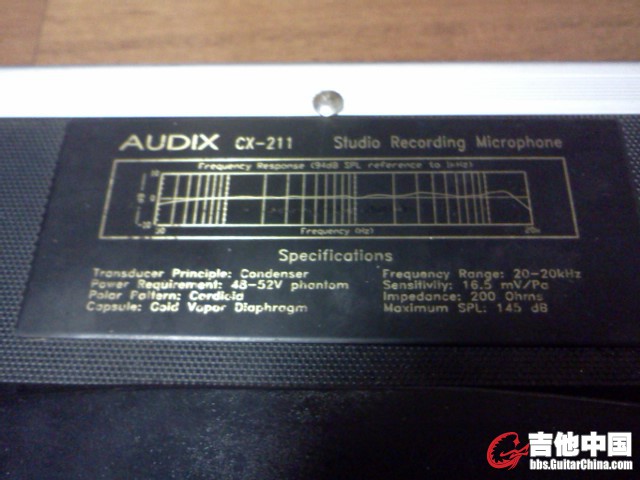 AUDIX CX-211 Studio Recording Microphone
Frequency Response (94dB SPL reference to 1kHz)
Frequency (Hz)
20k
Specifications
Transducer Principle: Condenser
Power Requirement: 48-52V phantom
Polar Pattern: Cardioid
Capsule: Gold Vapor Diaphragm
Frequency Range: 20-20kHz
Sensitivity: 16.5 mV/Pa
Impedance: 200 Ohms
Maximum SPL: 145 dB
吉他中国
bbs.GuitarChina.com